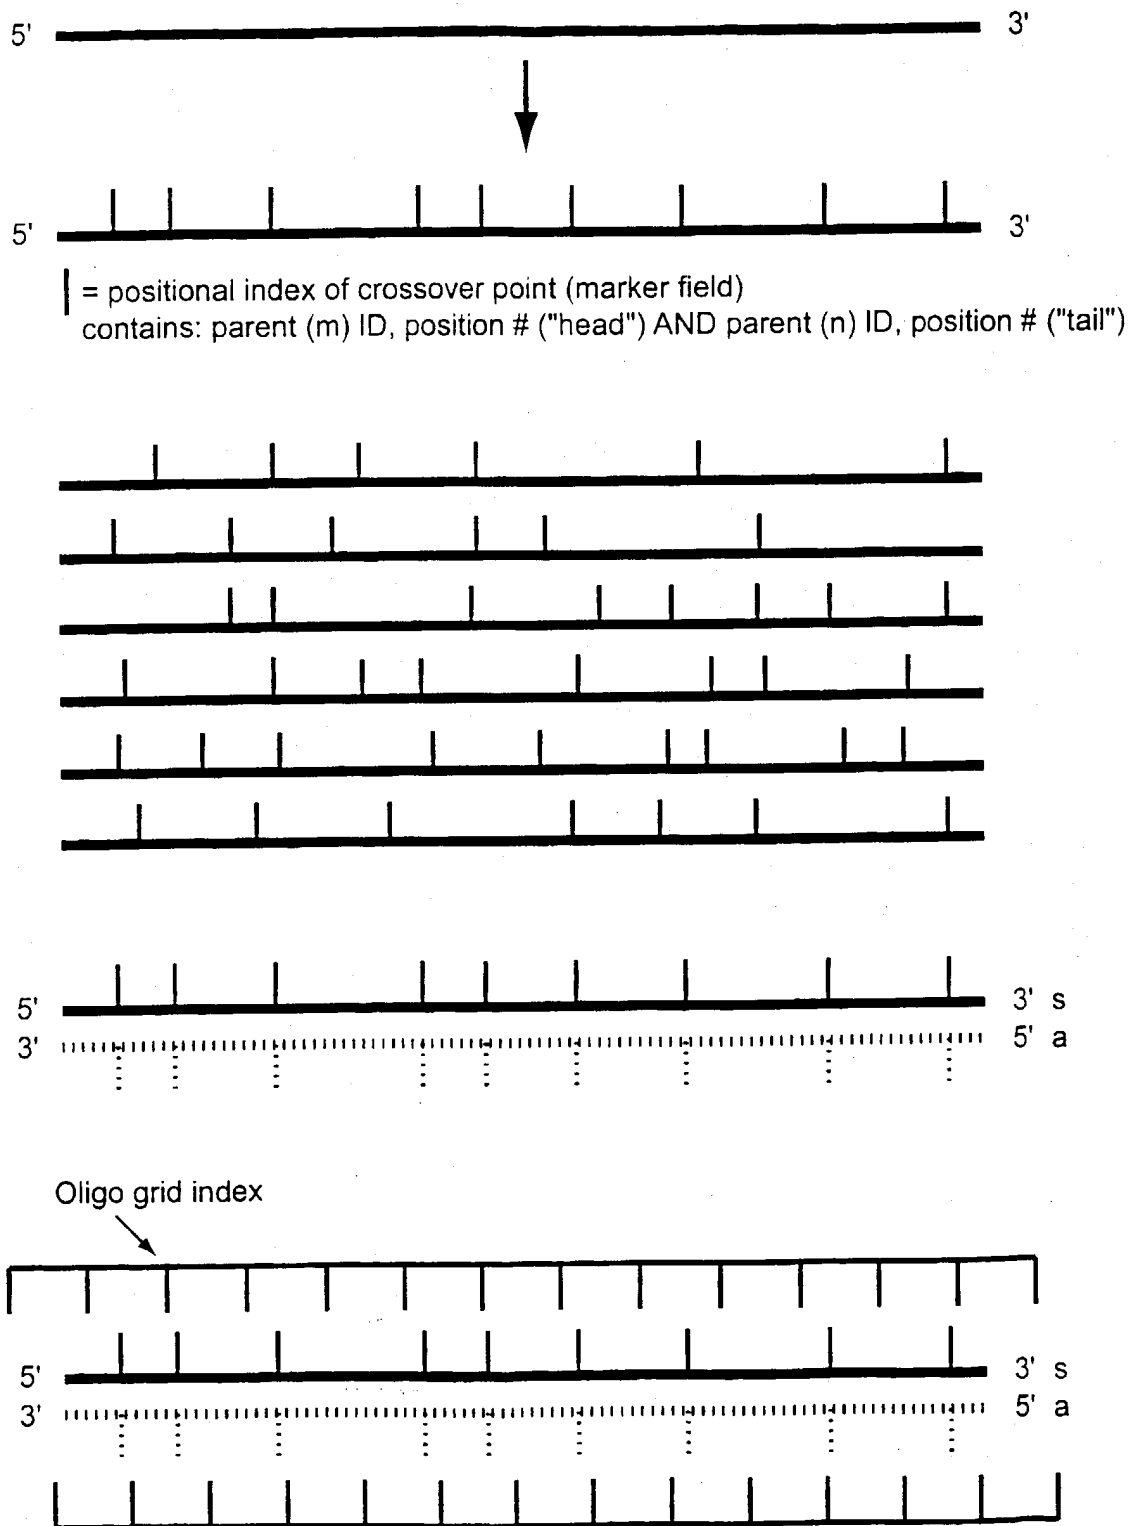 5' 3'
5' 3'
= positional index of crossover point (marker field)
contains: parent (m) ID, position # ("head") AND parent (n) ID, position # ("tail")
5' 3' s
3' 5' a
Oligo grid index
5' 3' s
3' 5' a